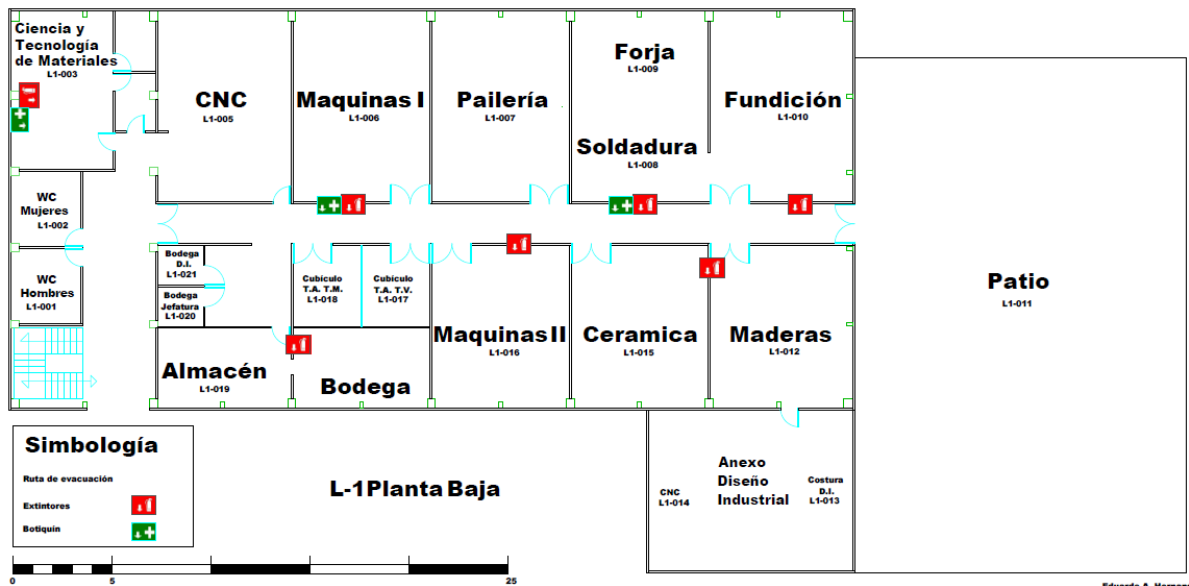 Ciencia y
Tecnología
de Materiales
L1-003
CNC
L1-005
Maquinas I
L1-006
Pailería
L1-007
Forja
L1-009
Soldadura
L1-008
Fundición
L1-010
WC
Mujeres
L1-002
WC
Hombres
L1-001
Bodega
D.I.
L1-021
Bodega
Jefatura
L1-020
Cubículo
T.A. T.M.
L1-018
Cubículo
T.A. T.V.
L1-017
Maquinas II
L1-016
Ceramica
L1-015
Maderas
L1-012
Patio
L1-011
Almacén
L1-019
Bodega
Simbología
Ruta de evacuación
Extintores
Botiquín
L-1Planta Baja
CNC
L1-014
Anexo
Diseño
Industrial
Costura
D.I.
L1-013
0 5 25
Eduardo A.